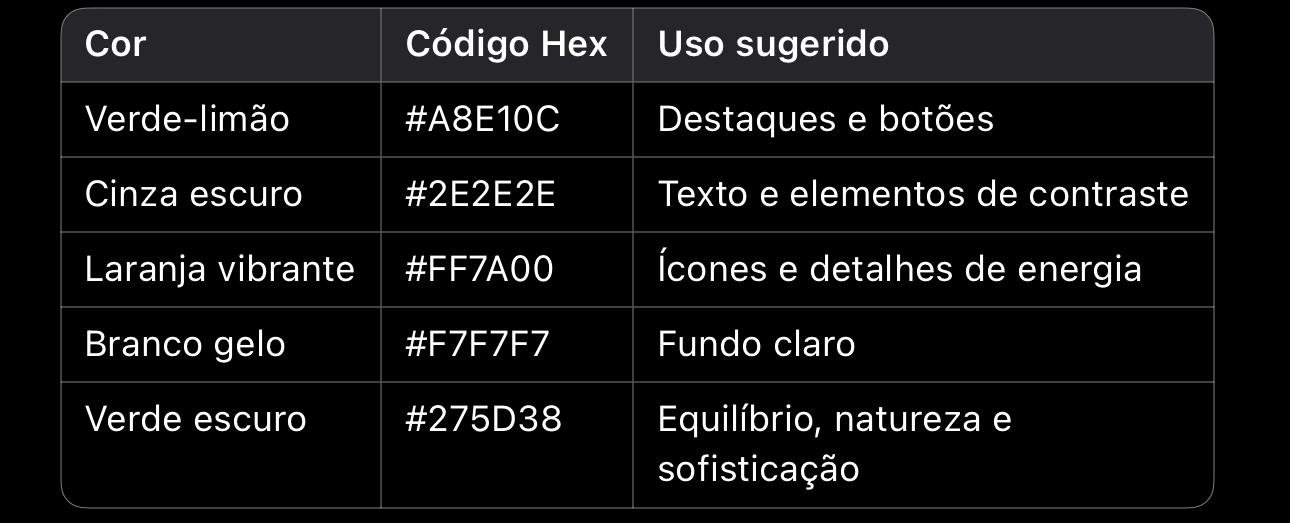 Cor Código Hex Uso sugerido
Verde-limão #A8E10C Destaques e botões
Cinza escuro #2E2E2E Texto e elementos de contraste
Laranja vibrante #FF7A00 Ícones e detalhes de energia
Branco gelo #F7F7F7 Fundo claro
Verde escuro #275D38 Equilíbrio, natureza e
sofisticação